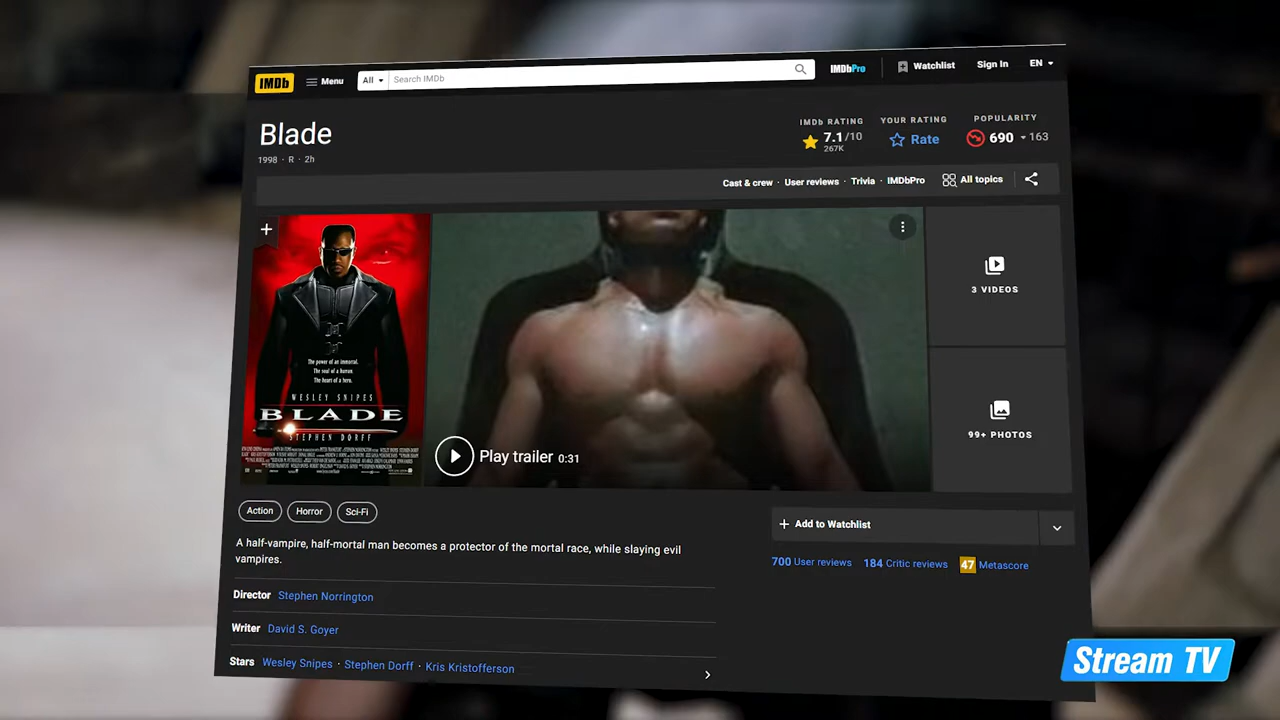 IMDb Menu All Search IMDb IMDbPro Watchlist Sign In EN
Blade
1998 · R · 2h
IMDb RATING YOUR RATING POPULARITY
7.1/10 Rate 690 163
267K
Cast & crew · User reviews · Trivia · IMDbPro All topics
3 VIDEOS
The power of an immortal.
The soul of a human.
The heart of a hero.
WESLEY SNIPES
BLADE
STEPHEN DORFF
99+ PHOTOS
Play trailer 0:31
Action Horror Sci-Fi
+ Add to Watchlist
A half-vampire, half-mortal man becomes a protector of the mortal race, while slaying evil
vampires.
700 User reviews 184 Critic reviews 47 Metascore
Director Stephen Norrington
Writer David S. Goyer
Stars Wesley Snipes · Stephen Dorff · Kris Kristofferson
Stream TV